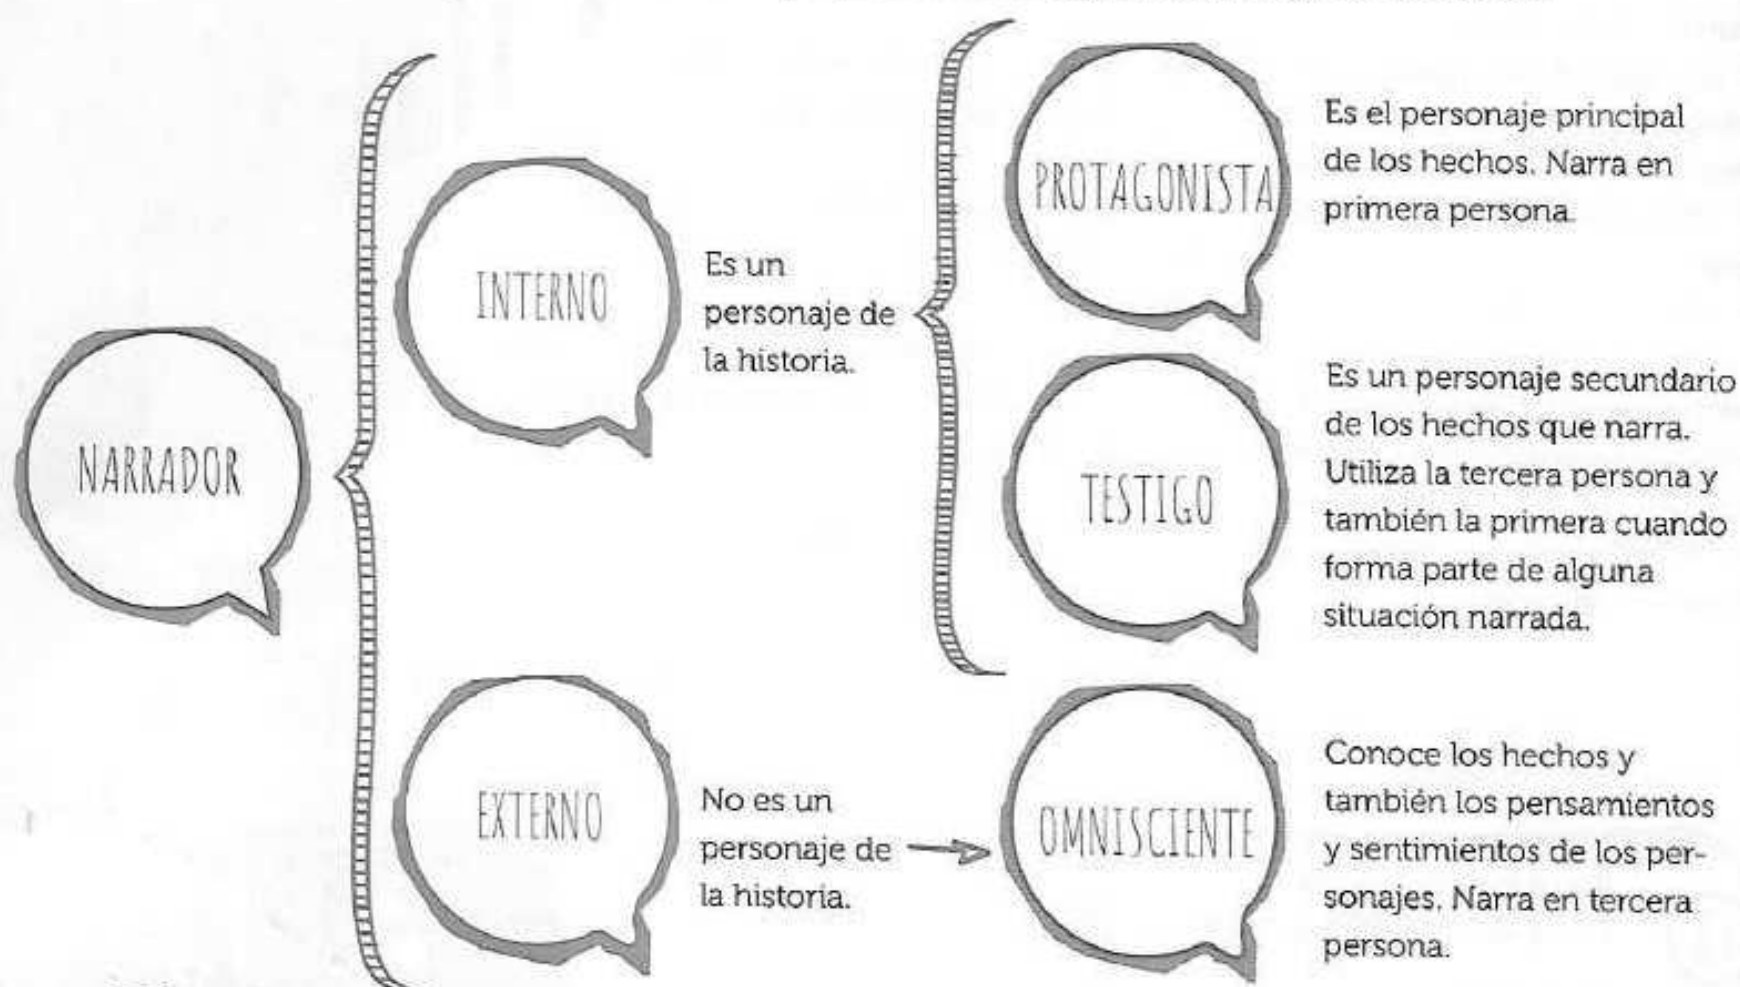 NARRADOR
INTERNO
Es un
personaje de
la historia.
PROTAGONISTA
Es el personaje principal
de los hechos. Narra en
primera persona.
TESTIGO
Es un personaje secundario
de los hechos que narra.
Utiliza la tercera persona y
también la primera cuando
forma parte de alguna
situación narrada.
EXTERNO
No es un
personaje de
la historia.
OMNISCIENTE
Conoce los hechos y
también los pensamientos
y sentimientos de los per-
sonajes. Narra en tercera
persona.